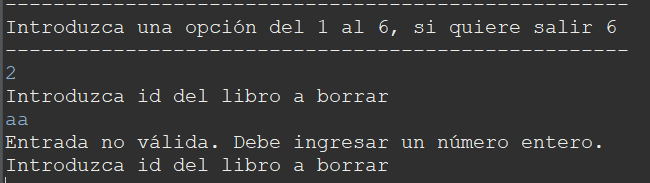 ----------------------------------------------------
Introduzca una opción del 1 al 6, si quiere salir 6
----------------------------------------------------
2
Introduzca id del libro a borrar
aa
Entrada no válida. Debe ingresar un número entero.
Introduzca id del libro a borrar